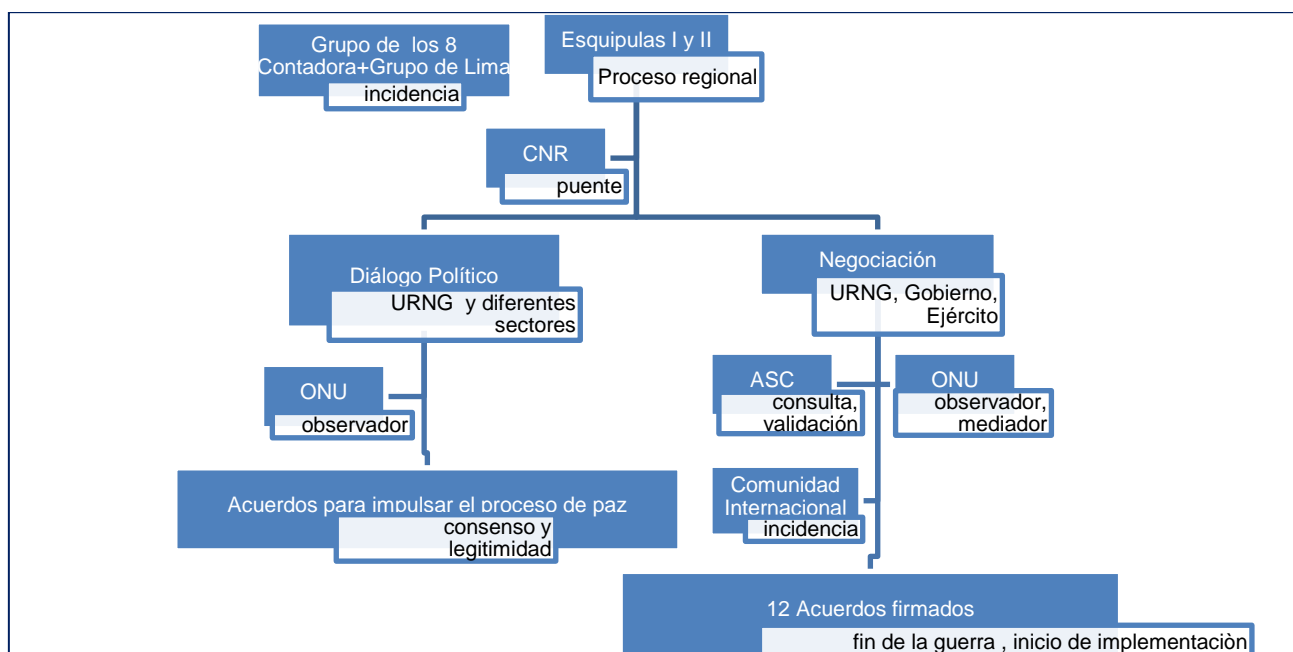 Grupo de los 8
Contadora+Grupo de Lima
incidencia
Esquipulas I y II
Proceso regional
CNR
puente
Diálogo Político
URNG y diferentes
sectores
Negociación
URNG, Gobierno,
Ejército
ONU
observador
ASC
consulta,
validación
ONU
observador,
mediador
Acuerdos para impulsar el proceso de paz
consenso y
legitimidad
Comunidad
Internacional
incidencia
12 Acuerdos firmados
fin de la guerra , inicio de implementaciòn